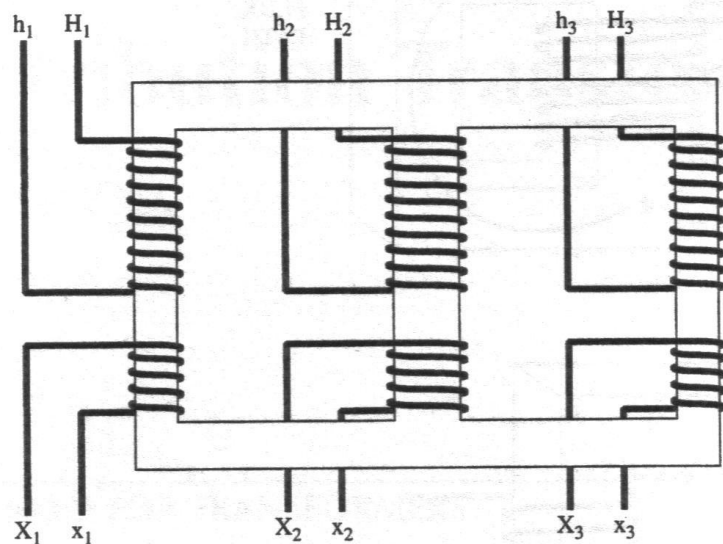 h₁ H₁ h₂ H₂ h₃ H₃
X₁ x₁ X₂ x₂ X₃ x₃